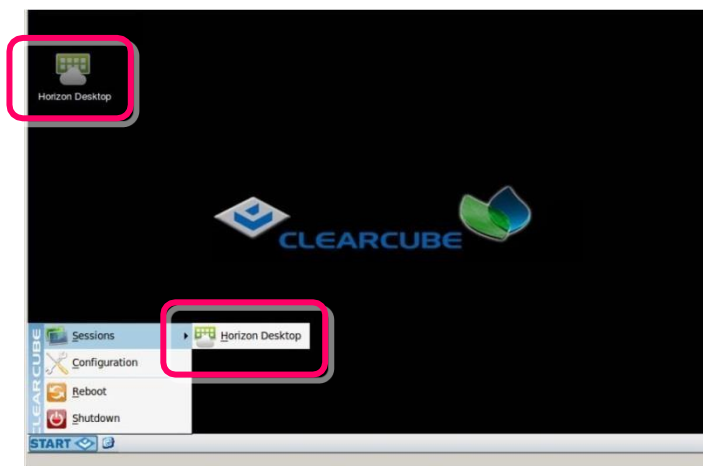 Horizon Desktop
CLEARCUBE
CLEARCUBE
Sessions
Horizon Desktop
Configuration
Reboot
Shutdown
START